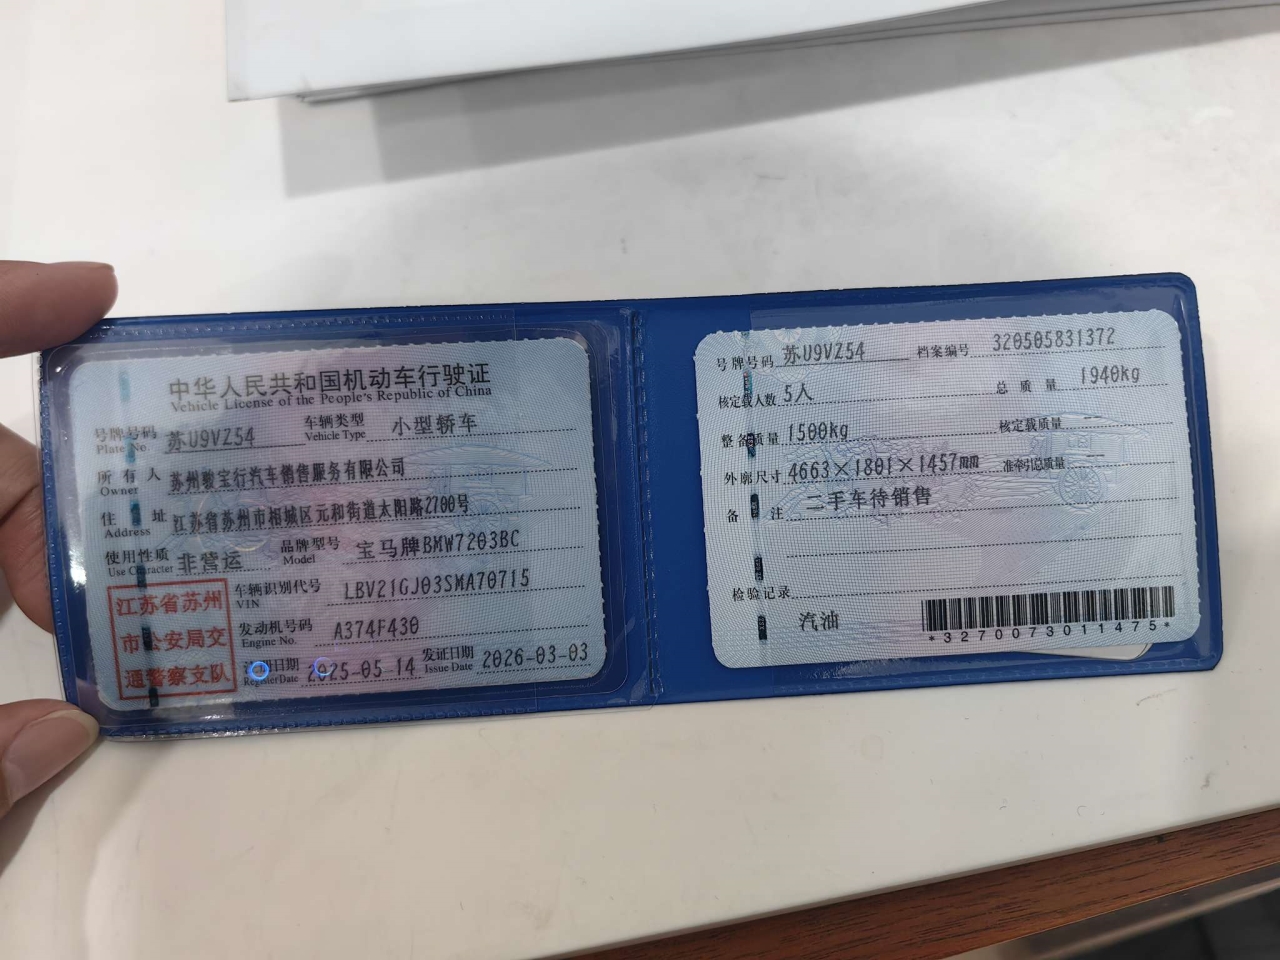 中华人民共和国机动车行驶证
Vehicle License of the People's Republic of China
号牌号码 苏U9VZ54 车辆类型 小型轿车
Plate No Vehicle Type
所有人 苏州骏宝行汽车销售服务有限公司
Owner
住址 江苏省苏州市相城区元和街道太阳路2700号
Address
使用性质 非营运 品牌型号 宝马牌BMW7203BC
Use Character Model
江苏省苏州
市公安局交
通警察支队
车辆识别代号 LBV21GJ03SMA70715
VIN
发动机号码 A374F430
Engine No.
注册日期 2025-05-14 发证日期 2026-03-03
Register Date Issue Date
号牌号码 苏U9VZ54 档案编号 320505831372
核定载人数 5人 总质量 1940kg
整备质量 1500kg 核定载质量
外廓尺寸 4663×1801×1457mm 准牵引总质量 —
备注 二手车待销售
检验记录
汽油
*3270073011475*